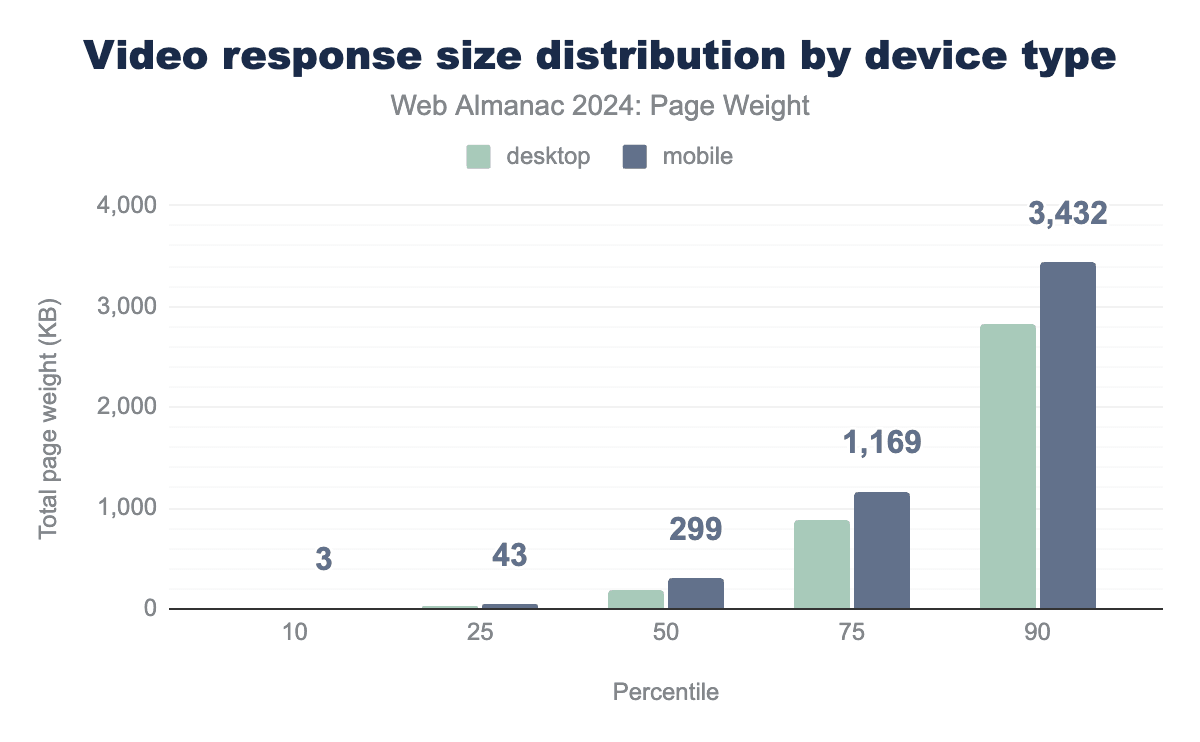 Video response size distribution by device type
Web Almanac 2024: Page Weight
desktop mobile
4,000
3,000
2,000
1,000
0
Total page weight (KB)
3
43
299
1,169
3,432
10 25 50 75 90
Percentile